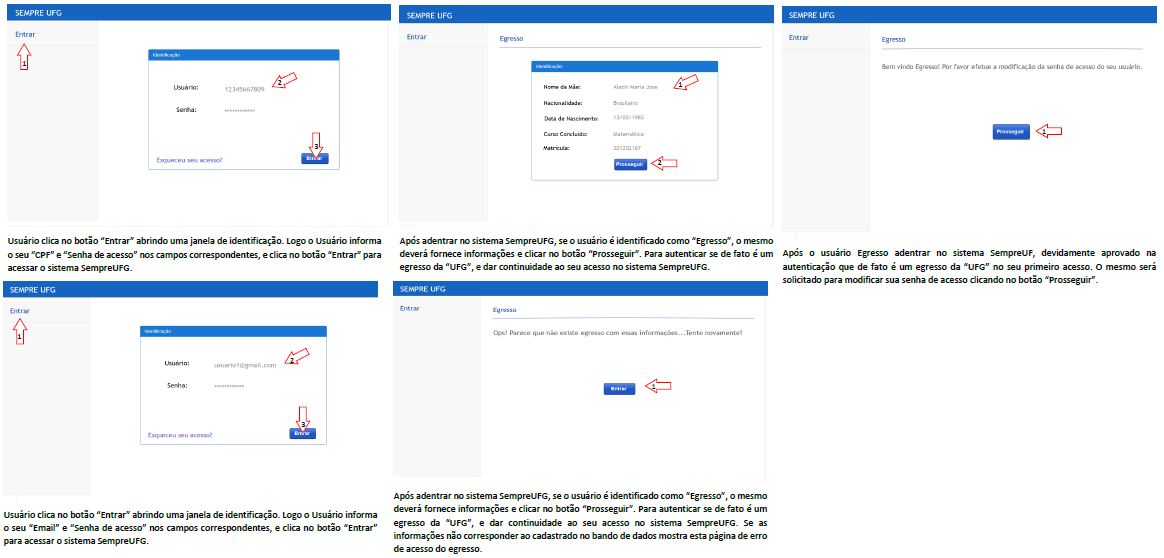 SEMPRE UFG
Entrar
1
Identificação
Usuário:
12345667809
2
Senha:
************
3
Esqueceu seu acesso?
Entrar
Usuário clica no botão “Entrar” abrindo uma janela de identificação. Logo o Usuário informa
o seu “CPF” e “Senha de acesso” nos campos correspondentes, e clica no botão “Entrar” para
acessar o sistema SempreUFG.
SEMPRE UFG
Entrar
Egresso
Identificação
Nome da Mãe:
Alezir Maria Jose
1
Nacionalidade:
Brasileiro
Data de Nascimento:
13/03/1983
Curso Concluído:
Matemática
Matrícula:
201202167
Prosseguir
2
Após adentrar no sistema SempreUFG, se o usuário é identificado como “Egresso”, o mesmo
deverá fornece informações e clicar no botão “Prosseguir”. Para autenticar se de fato é um
egresso da “UFG”, e dar continuidade ao seu acesso no sistema SempreUFG.
SEMPRE UFG
Entrar
Egresso
Bem vindo Egresso! Por favor efetue a modificação da senha de acesso do seu usuário.
Prosseguir
1
Após o usuário Egresso adentrar no sistema SempreUF, devidamente aprovado na
autenticação que de fato é um egresso da “UFG” no seu primeiro acesso. O mesmo será
solicitado para modificar sua senha de acesso clicando no botão “Prosseguir”.
SEMPRE UFG
Entrar
1
Identificação
Usuário:
usuario1@gmail.com
2
Senha:
************
3
Esqueceu seu acesso?
Entrar
Usuário clica no botão “Entrar” abrindo uma janela de identificação. Logo o Usuário informa
o seu “Email” e “Senha de acesso” nos campos correspondentes, e clica no botão “Entrar”
para acessar o sistema SempreUFG.
SEMPRE UFG
Entrar
Egresso
Ops! Parece que não existe egresso com essas informações...Tente novamente!
Entrar
1
Após adentrar no sistema SempreUFG, se o usuário é identificado como “Egresso”, o mesmo
deverá fornece informações e clicar no botão “Prosseguir”. Para autenticar se de fato é um
egresso da “UFG”, e dar continuidade ao seu acesso no sistema SempreUFG. Se as
informações não corresponder ao cadastrado no bando de dados mostra esta página de erro
de acesso do egresso.